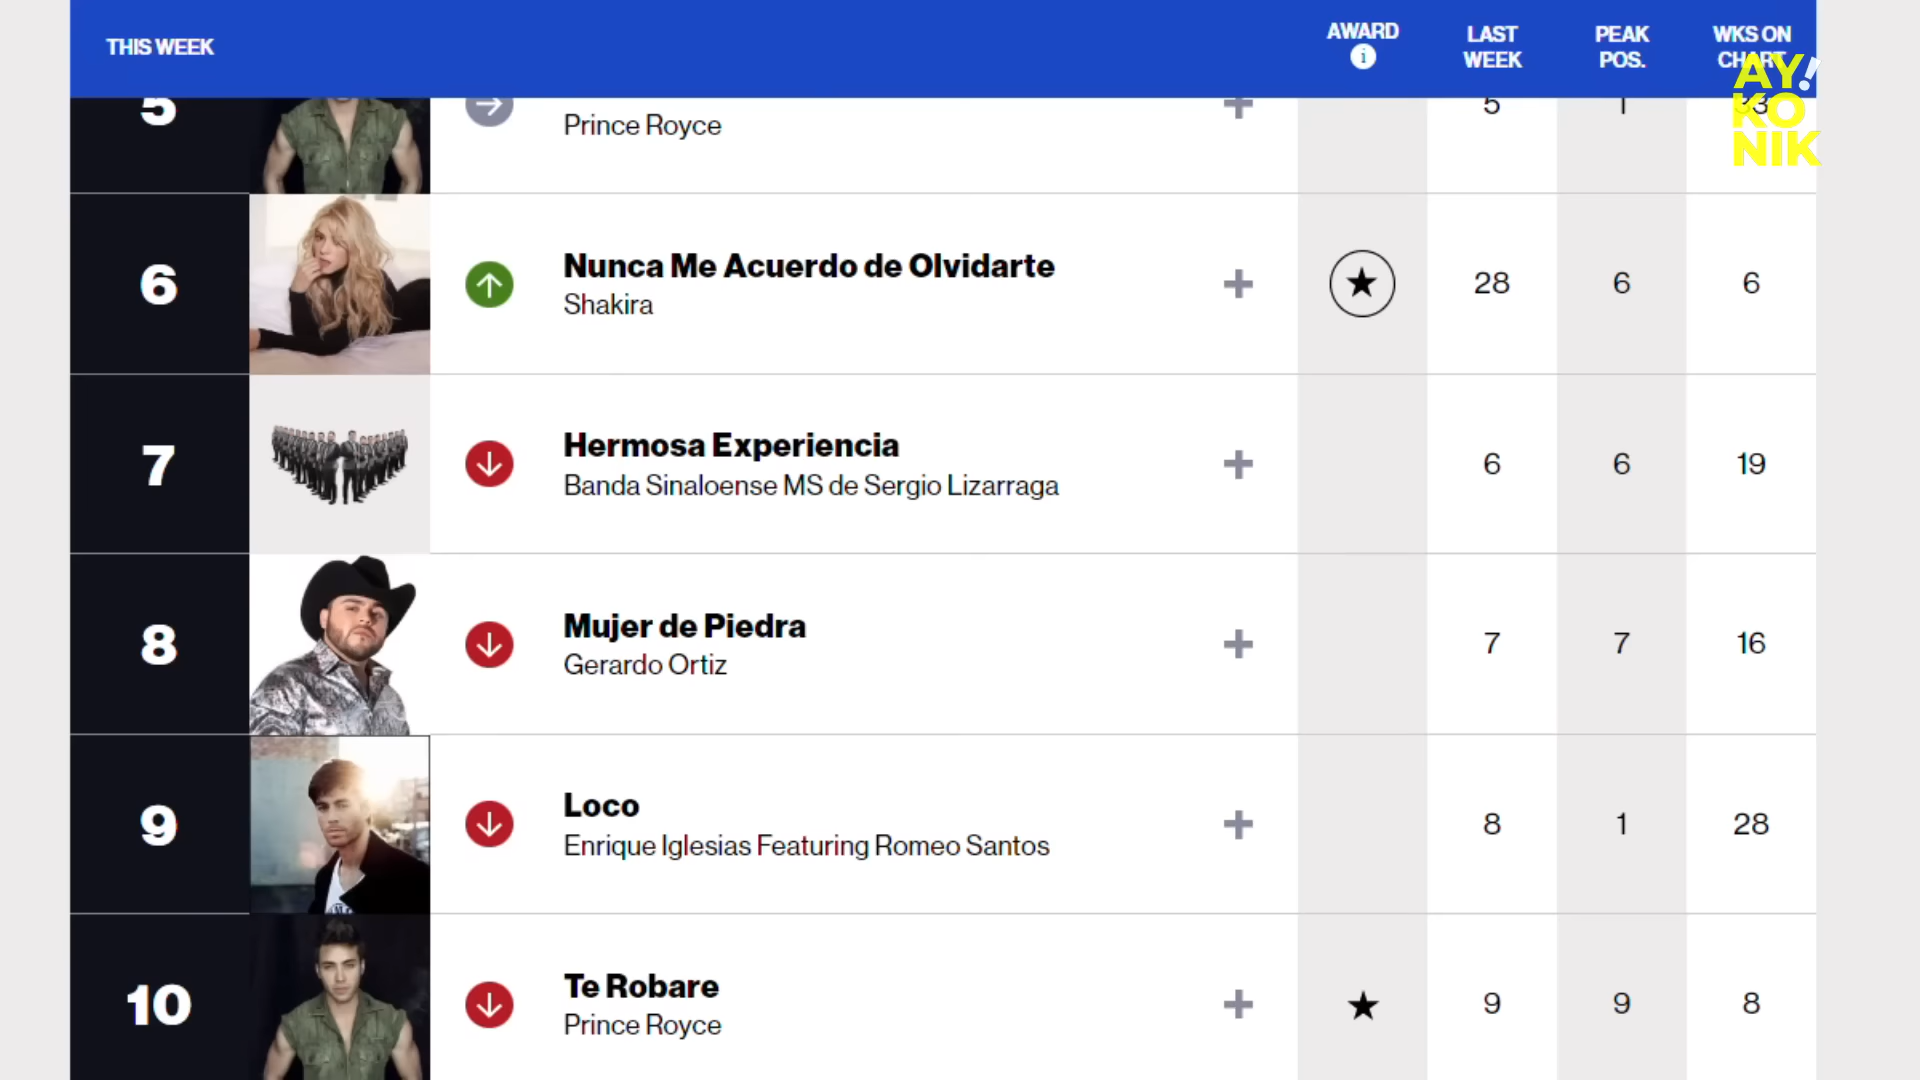 THIS WEEK
AWARD
i
LAST
WEEK
PEAK
POS.
WKS ON
CHART
AY!
KO
NIK
5
Prince Royce
5
1
33
6
Nunca Me Acuerdo de Olvidarte
Shakira
28
6
6
7
Hermosa Experiencia
Banda Sinaloense MS de Sergio Lizarraga
6
6
19
8
Mujer de Piedra
Gerardo Ortiz
7
7
16
9
Loco
Enrique Iglesias Featuring Romeo Santos
8
1
28
10
Te Robare
Prince Royce
9
9
8